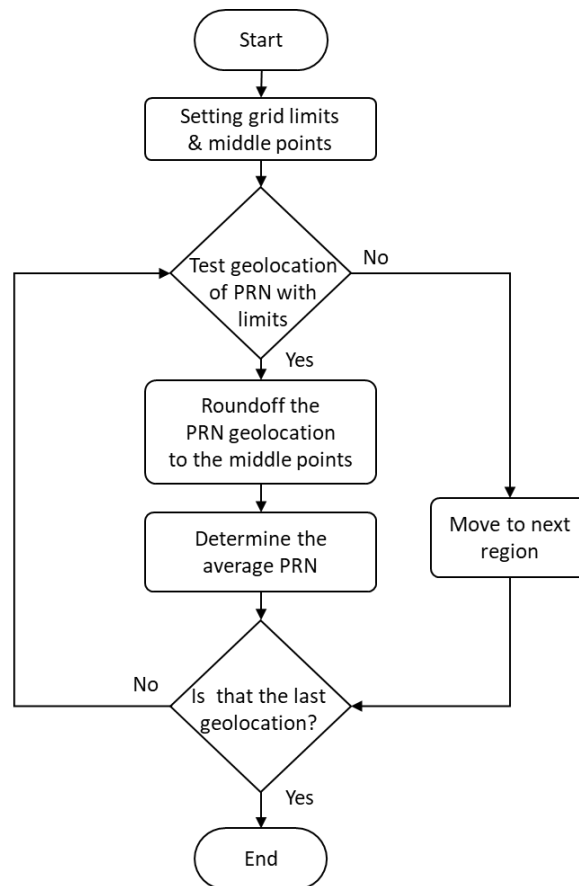 Start
Setting grid limits
& middle points
Test geolocation
of PRN with
limits
No
Yes
Roundoff the
PRN geolocation
to the middle points
Determine the
average PRN
Move to next
region
No
Is that the last
geolocation?
Yes
End